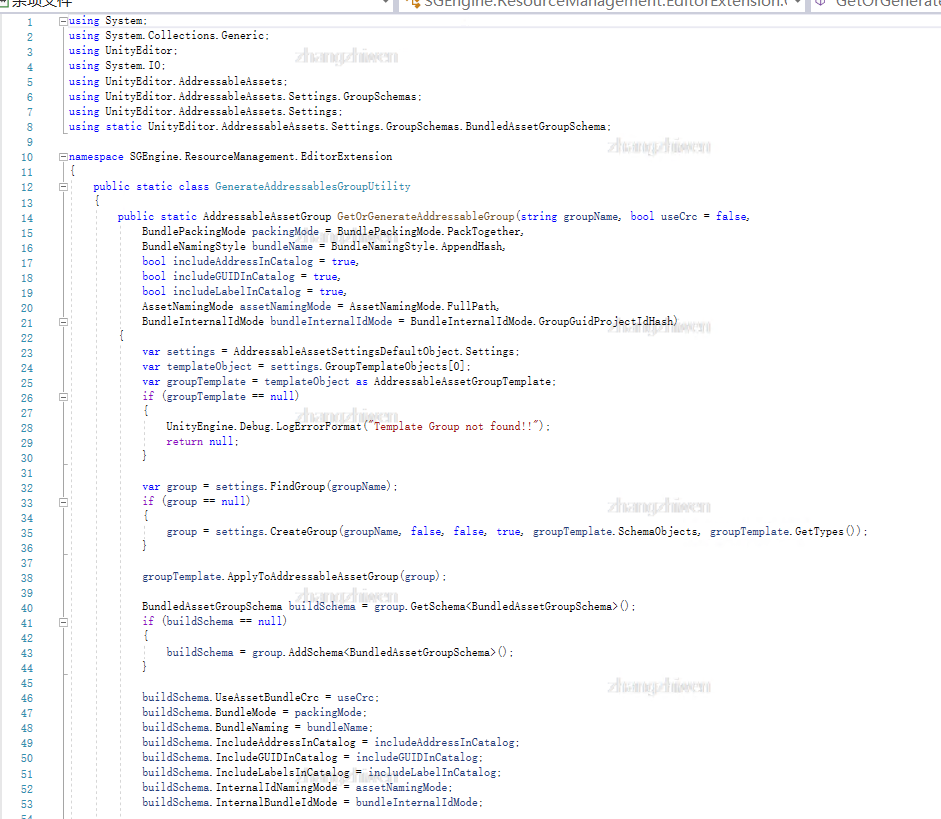 杂项文件 SGEngine.ResourceManagement.EditorExtension. GetOrGenerate
1 using System;
2 using System.Collections.Generic;
3 using UnityEditor;
4 using System.IO;
5 using UnityEditor.AddressableAssets;
6 using UnityEditor.AddressableAssets.Settings.GroupSchemas;
7 using UnityEditor.AddressableAssets.Settings;
8 using static UnityEditor.AddressableAssets.Settings.GroupSchemas.BundledAssetGroupSchema;
9
10 namespace SGEngine.ResourceManagement.EditorExtension
11 {
12 public static class GenerateAddressablesGroupUtility
13 {
14 public static AddressableAssetGroup GetOrGenerateAddressableGroup(string groupName, bool useCrc = false,
15 BundlePackingMode packingMode = BundlePackingMode.PackTogether,
16 BundleNamingStyle bundleName = BundleNamingStyle.AppendHash,
17 bool includeAddressInCatalog = true,
18 bool includeGUIDInCatalog = true,
19 bool includeLabelInCatalog = true,
20 AssetNamingMode assetNamingMode = AssetNamingMode.FullPath,
21 BundleInternalIdMode bundleInternalIdMode = BundleInternalIdMode.GroupGuidProjectIdHash)
22 {
23 var settings = AddressableAssetSettingsDefaultObject.Settings;
24 var templateObject = settings.GroupTemplateObjects[0];
25 var groupTemplate = templateObject as AddressableAssetGroupTemplate;
26 if (groupTemplate == null)
27 {
28 UnityEngine.Debug.LogErrorFormat("Template Group not found!!");
29 return null;
30 }
31
32 var group = settings.FindGroup(groupName);
33 if (group == null)
34 {
35 group = settings.CreateGroup(groupName, false, false, true, groupTemplate.SchemaObjects, groupTemplate.GetTypes());
36 }
37
38 groupTemplate.ApplyToAddressableAssetGroup(group);
39
40 BundledAssetGroupSchema buildSchema = group.GetSchema<BundledAssetGroupSchema>();
41 if (buildSchema == null)
42 {
43 buildSchema = group.AddSchema<BundledAssetGroupSchema>();
44 }
45
46 buildSchema.UseAssetBundleCrc = useCrc;
47 buildSchema.BundleMode = packingMode;
48 buildSchema.BundleNaming = bundleName;
49 buildSchema.IncludeAddressInCatalog = includeAddressInCatalog;
50 buildSchema.IncludeGUIDInCatalog = includeGUIDInCatalog;
51 buildSchema.IncludeLabelsInCatalog = includeLabelInCatalog;
52 buildSchema.InternalIdNamingMode = assetNamingMode;
53 buildSchema.InternalBundleIdMode = bundleInternalIdMode;
54
zhangzhiwen
zhangzhiwen
zhangzhiwen
zhangzhiwen
zhangzhiwen
zhangzhiwen
zhangzhiwen
zhangzhiwen
zhangzhiwen